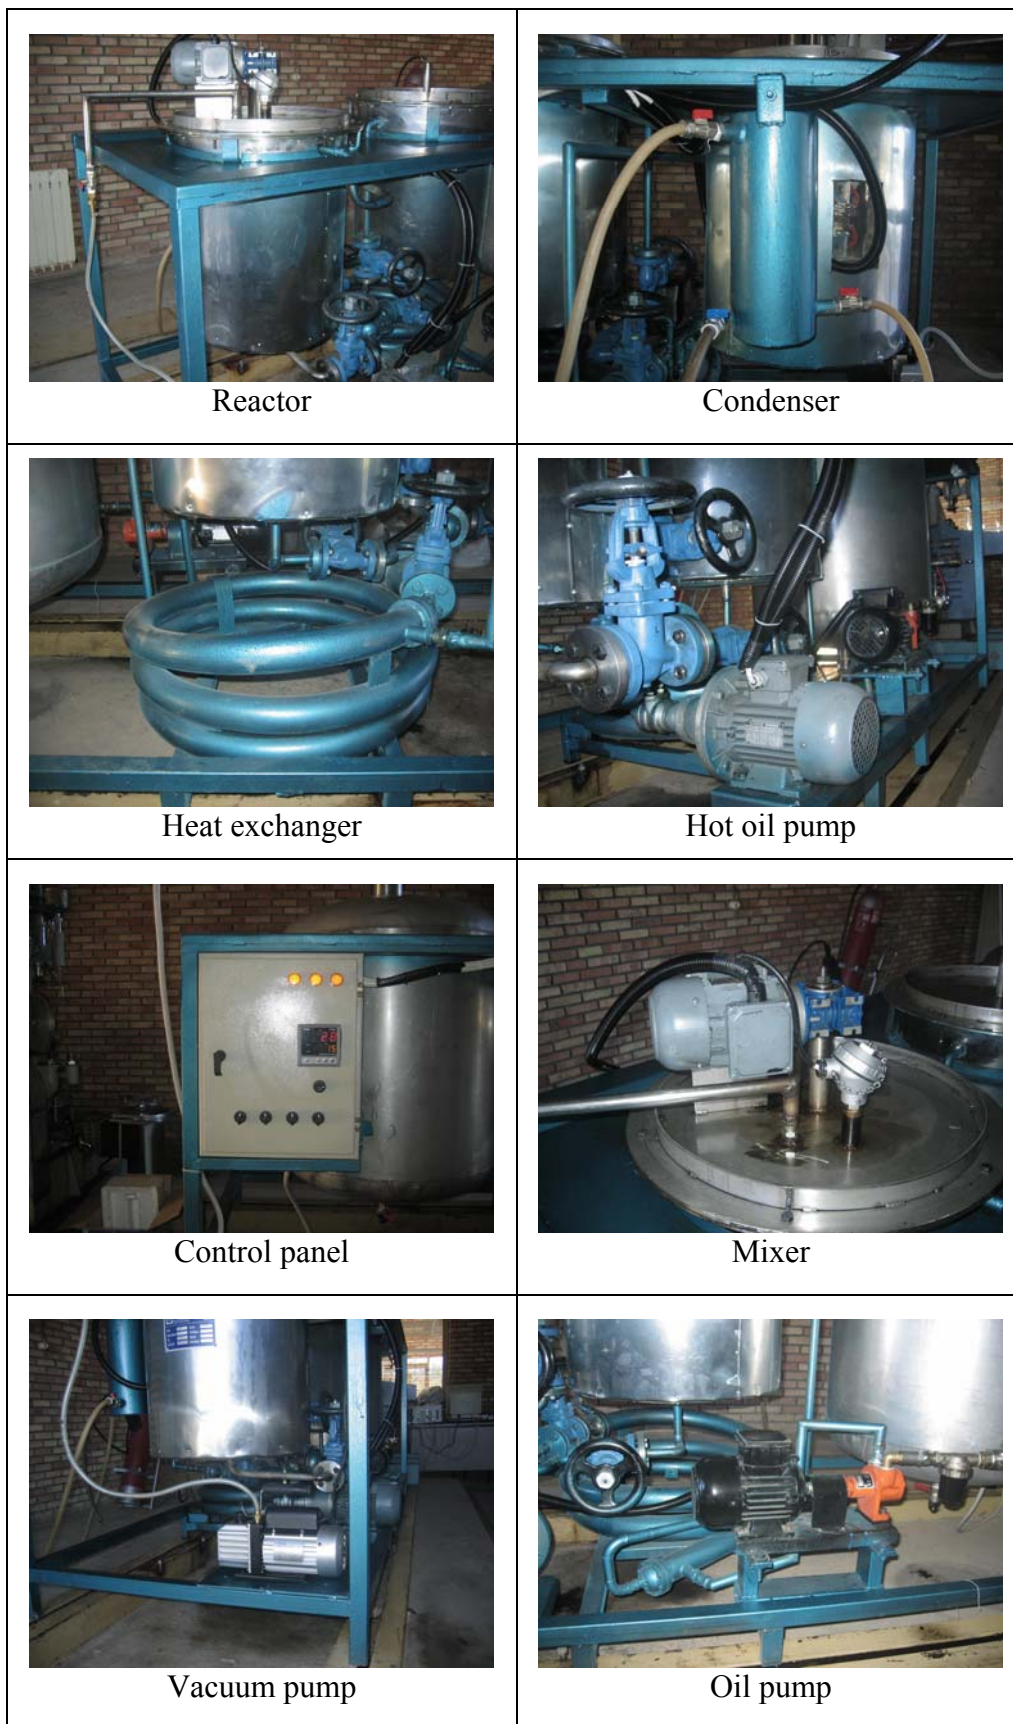 Reactor
Condenser
Heat exchanger
Hot oil pump
Control panel
Mixer
Vacuum pump
Oil pump